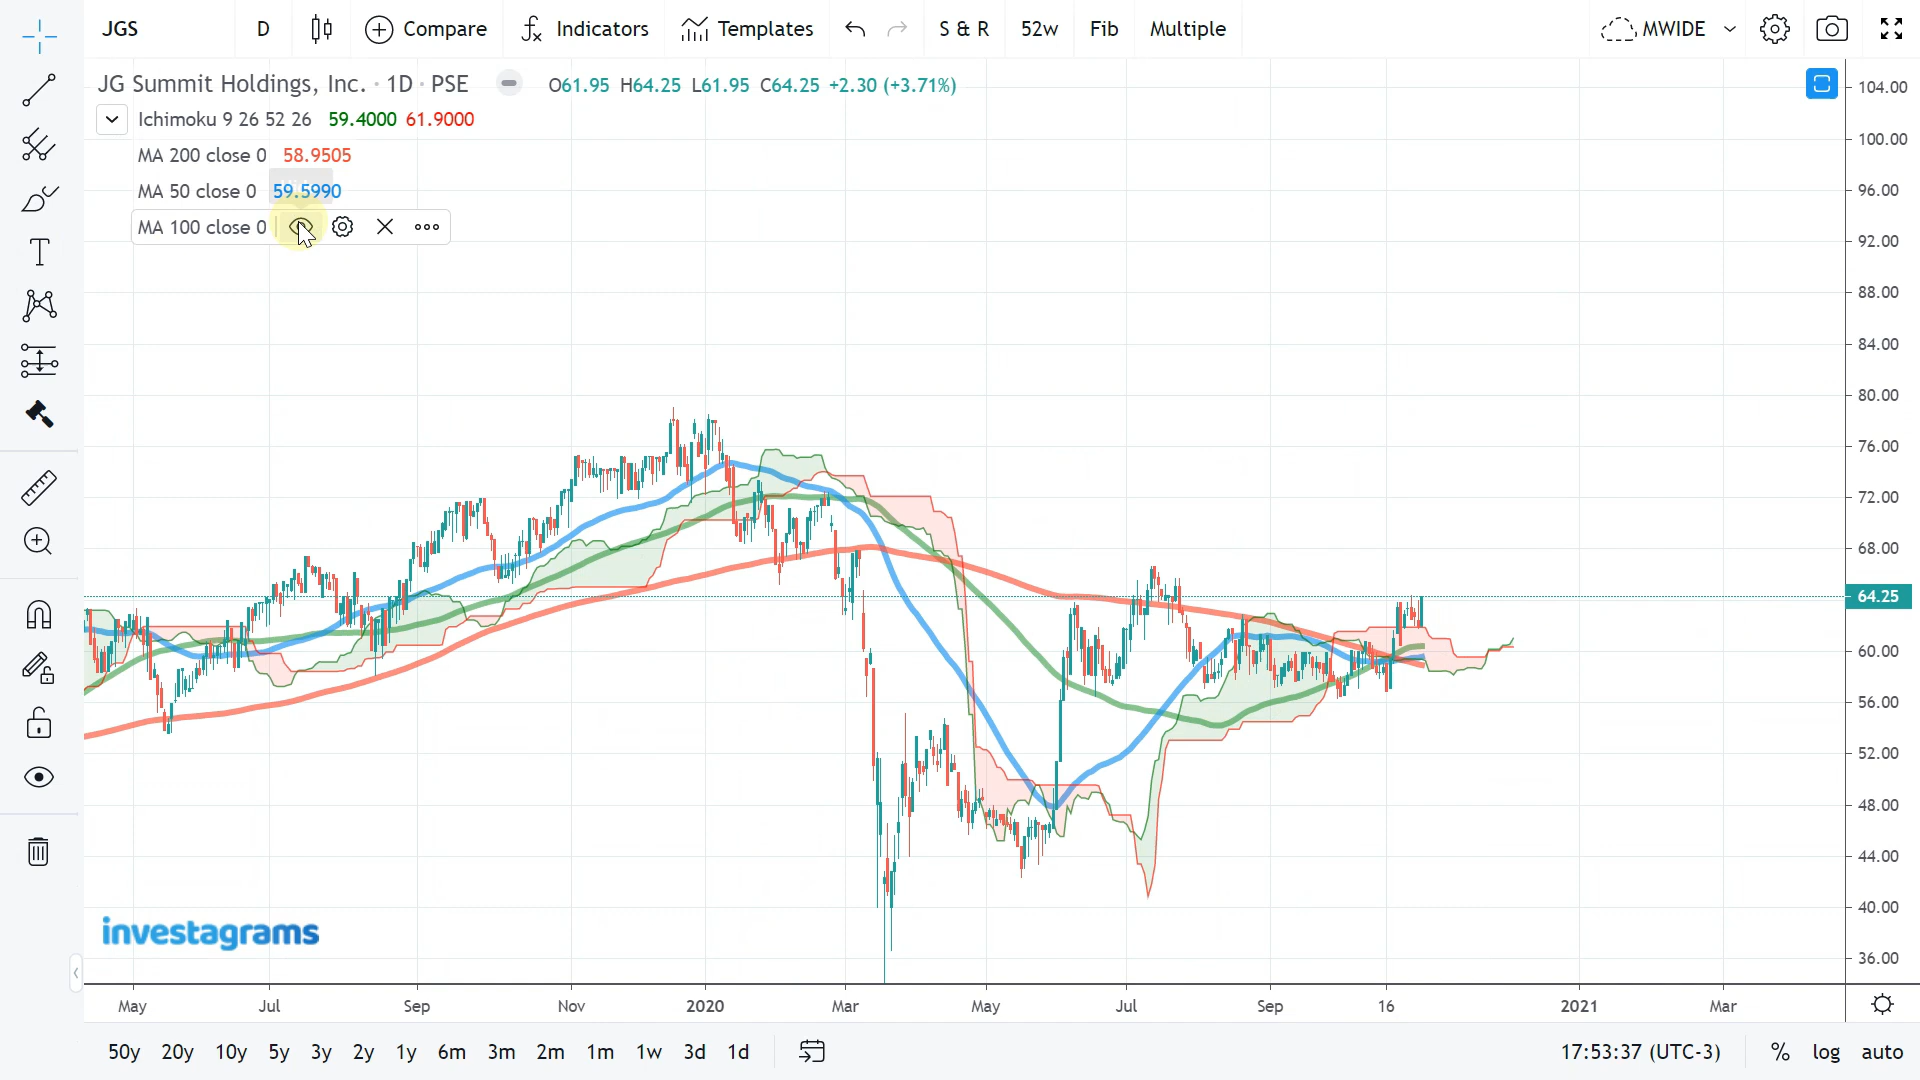 JGS D Compare Indicators Templates S & R 52w Fib Multiple MWIDE
JG Summit Holdings, Inc. · 1D · PSE O61.95 H64.25 L61.95 C64.25 +2.30 (+3.71%)
Ichimoku 9 26 52 26 59.4000 61.9000
MA 200 close 0 58.9505
MA 50 close 0 59.5990
MA 100 close 0
104.00
100.00
96.00
92.00
88.00
84.00
80.00
76.00
72.00
68.00
64.25
60.00
56.00
52.00
48.00
44.00
40.00
36.00
investagrams
May Jul Sep Nov 2020 Mar May Jul Sep 16 2021 Mar
50y 20y 10y 5y 3y 2y 1y 6m 3m 2m 1m 1w 3d 1d 17:53:37 (UTC-3) % log auto